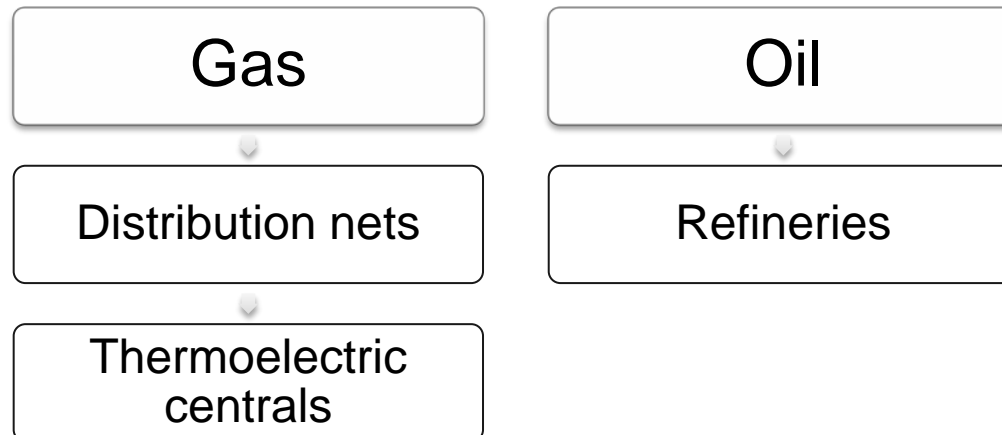 Gas
Distribution nets
Thermoelectric
centrals
Oil
Refineries